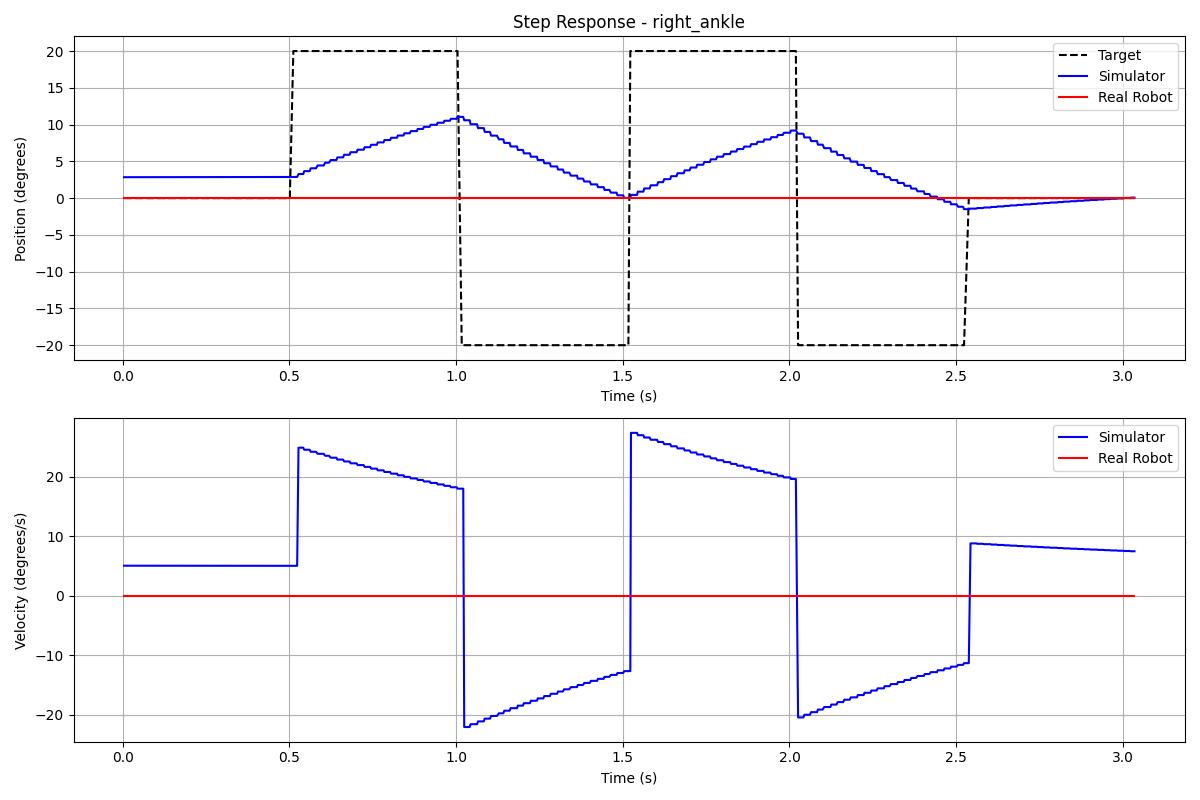 Step Response - right_ankle
20
15
10
5
0
−5
−10
−15
−20
Position (degrees)
Target
Simulator
Real Robot
0.0 0.5 1.0 1.5 2.0 2.5 3.0
Time (s)
20
10
0
−10
−20
Velocity (degrees/s)
Simulator
Real Robot
0.0 0.5 1.0 1.5 2.0 2.5 3.0
Time (s)